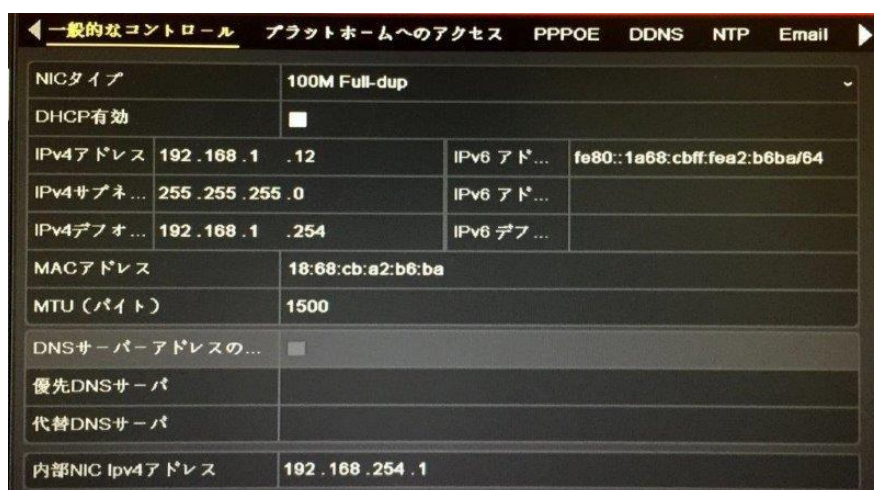 一般的なコントロール プラットホームへのアクセス PPPOE DDNS NTP Email
NICタイプ 100M Full-dup
DHCP有効
IPv4アドレス 192.168.1 .12 IPv6 アド... fe80::1a68:cbff:fea2:b6ba/64
IPv4サブネ... 255.255.255.0 IPv6 アド...
IPv4デフォ... 192.168.1 .254 IPv6 デフ...
MACアドレス 18:68:cb:a2:b6:ba
MTU(バイト) 1500
DNSサーバーアドレスの...
優先DNSサーバ
代替DNSサーバ
内部NIC Ipv4アドレス 192.168.254.1